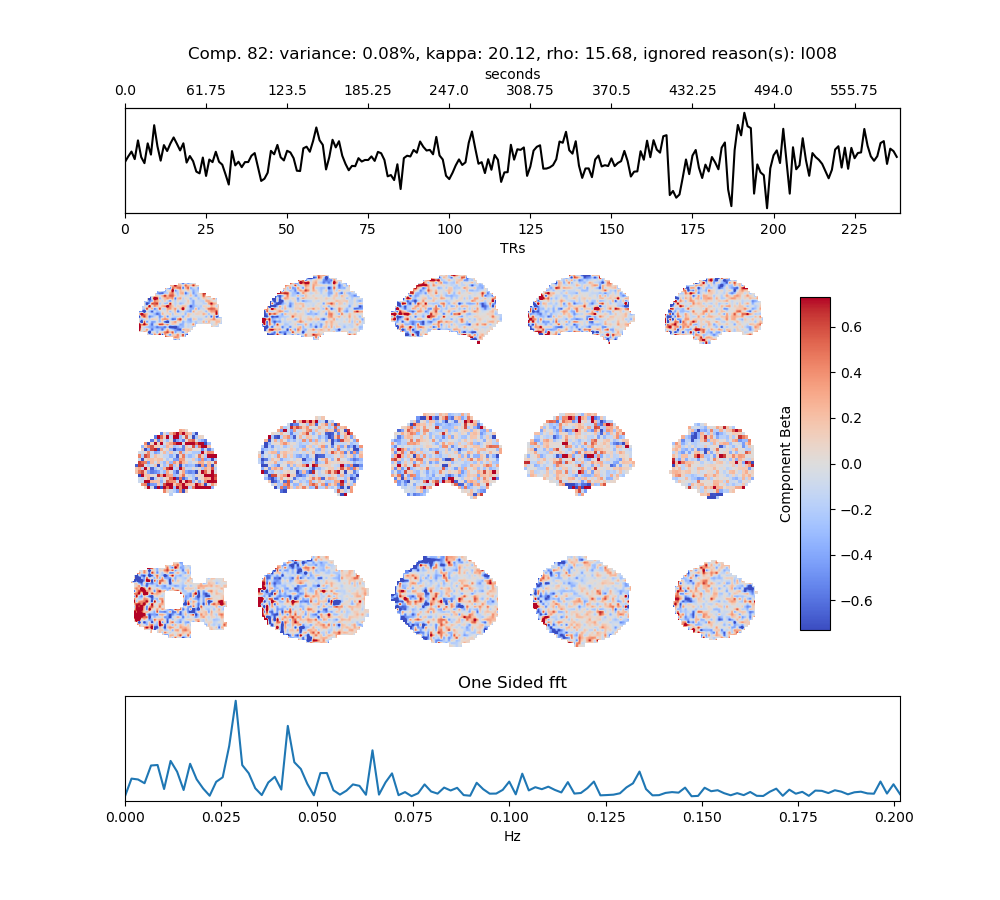 Comp. 82: variance: 0.08%, kappa: 20.12, rho: 15.68, ignored reason(s): I008
seconds
0.0 61.75 123.5 185.25 247.0 308.75 370.5 432.25 494.0 555.75
0 25 50 75 100 125 150 175 200 225
TRs
0.6
0.4
0.2
0.0
−0.2
−0.4
−0.6
Component Beta
One Sided fft
0.000 0.025 0.050 0.075 0.100 0.125 0.150 0.175 0.200
Hz